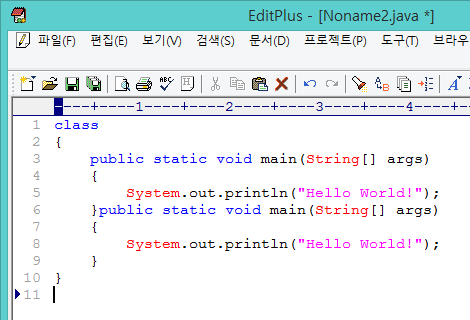 EditPlus - [Noname2.java *]
파일(F) 편집(E) 보기(V) 검색(S) 문서(D) 프로젝트(P) 도구(T) 브라우
----+----1----+----2----+----3----+----4----+-
1 class
2 {
3 public static void main(String[] args)
4 {
5 System.out.println("Hello World!");
6 }public static void main(String[] args)
7 {
8 System.out.println("Hello World!");
9 }
10 }
11